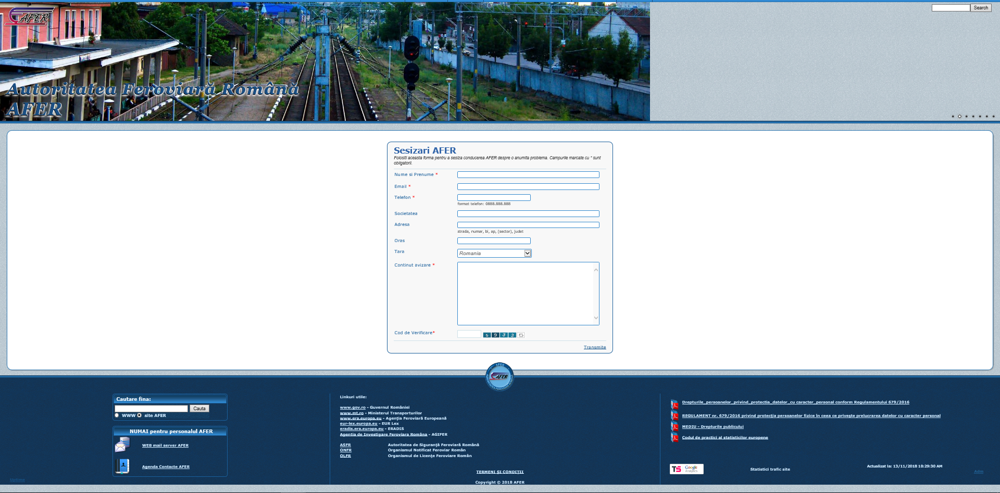 AFER
Search
Autoritatea Feroviară Română
AFER
Sesizari AFER
Folositi aceasta forma pentru a sesiza conducerea AFER despre o anumita problema. Campurile marcate cu * sunt
obligatorii.
Nume si Prenume *
Email *
Telefon *
format telefon: 0888.888.888
Societatea
Adresa
strada, numar, bl, ap, (sector), judet
Oras
Tara
Romania
Continut avizare *
Cod de Verificare*
5 9 3 3
Transmite
AFER
Cautare fina:
Cauta
WWW site AFER
NUMAI pentru personalul AFER
WEB mail server AFER
Agenda Contacte AFER
Uptime
Linkuri utile:
www.gov.ro - Guvernul României
www.mt.ro - Ministerul Transporturilor
www.era.europa.eu - Agenţia Feroviară Europeană
eur-lex.europa.eu - EUR Lex
eradis.era.europa.eu - ERADIS
Agentia de Investigare Feroviara Româna - AGIFER
ASFR Autoritatea de Siguranţă Feroviară Română
ONFR Organismul Notificat Feroviar Român
OLFR Organismul de Licenţe Feroviare Român
TERMENI ŞI CONDIŢII
Copyright © 2018 AFER
Drepturile_persoanelor_privind_protectia_datelor_cu caracter_personal conform Regulamentului 679/2016
REGULAMENT nr. 679/2016 privind protecţia persoanelor fizice în ceea ce priveşte prelucrarea datelor cu caracter personal
MEDIU - Drepturile publicului
Codul de practici al statisticilor europene
TS Google Analytics
Statistici trafic site
Actualizat la: 13/11/2018 10:29:30 AM
Adm